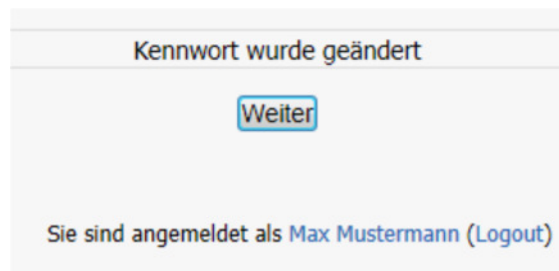 Kennwort wurde geändert
Weiter
Sie sind angemeldet als Max Mustermann (Logout)